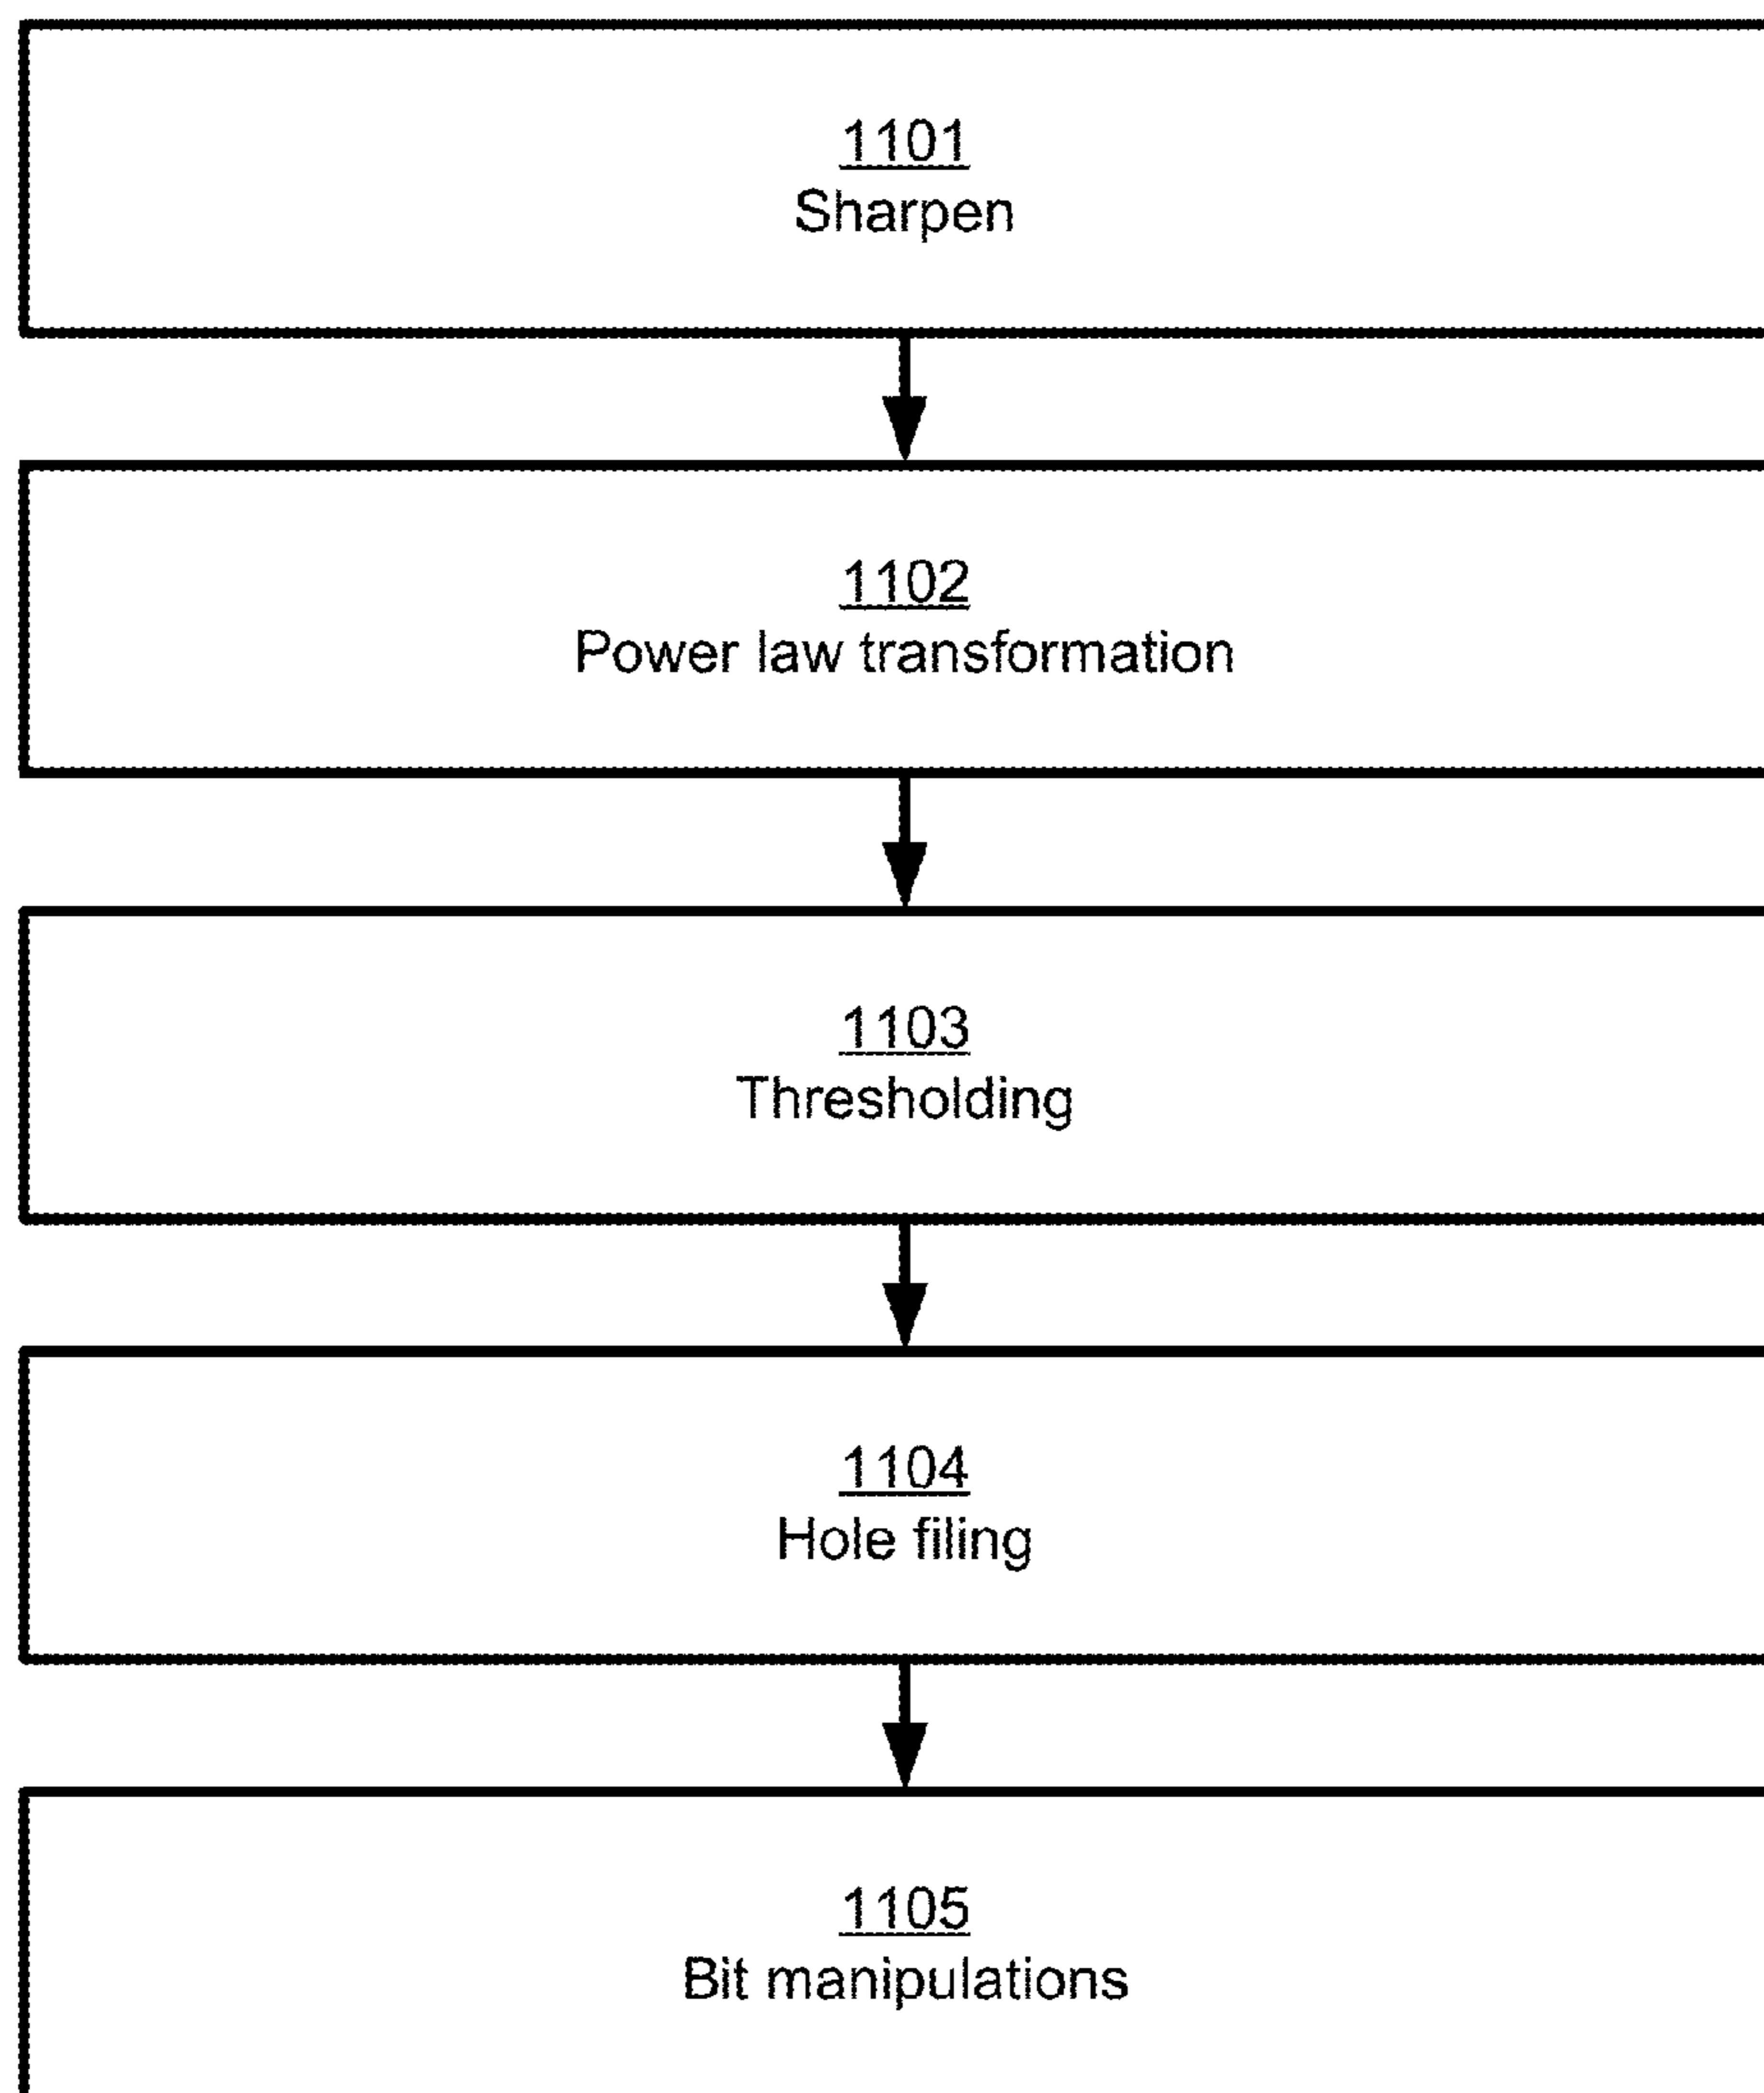 1101
Sharpen
1102
Power law transformation
1103
Thresholding
1104
Hole filing
1105
Bit manipulations